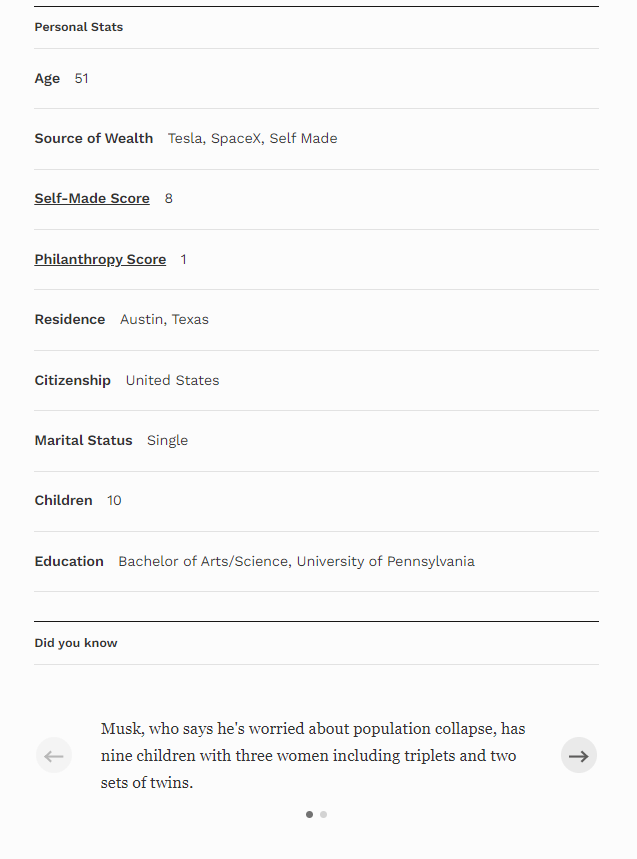 Personal Stats
Age 51
Source of Wealth Tesla, SpaceX, Self Made
Self-Made Score 8
Philanthropy Score 1
Residence Austin, Texas
Citizenship United States
Marital Status Single
Children 10
Education Bachelor of Arts/Science, University of Pennsylvania
Did you know
Musk, who says he's worried about population collapse, has
nine children with three women including triplets and two
sets of twins.